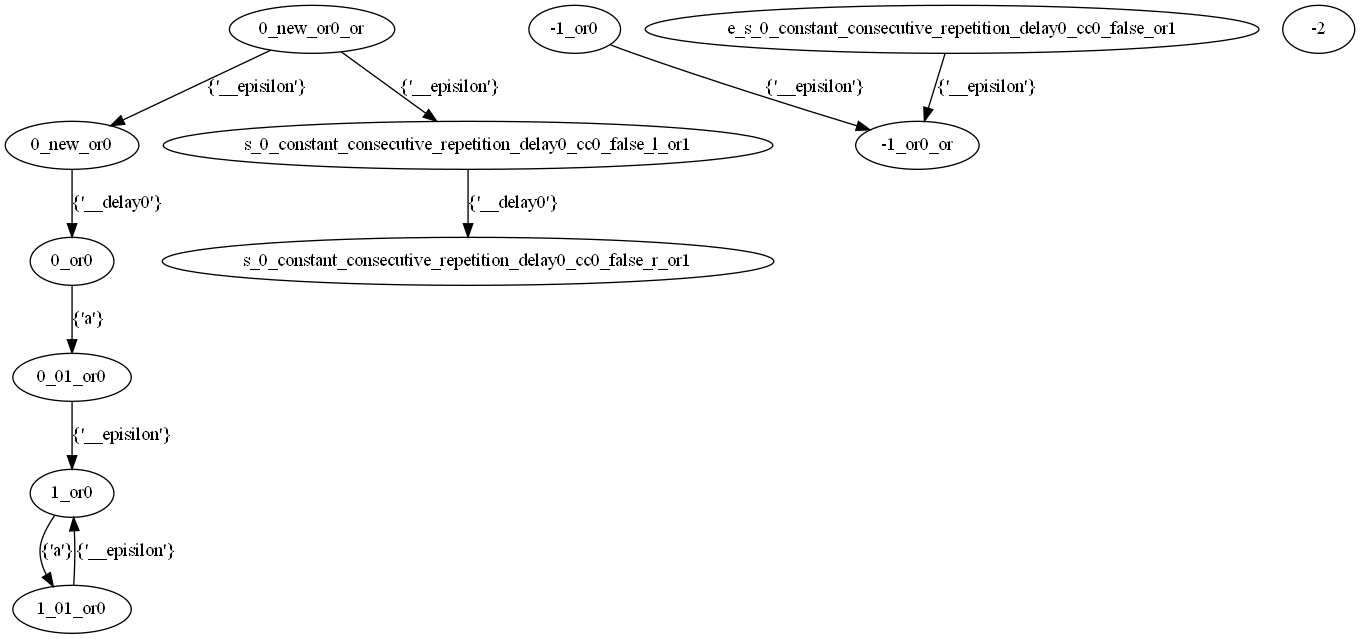 0_new_or0_or
-1_or0
e_s_0_constant_consecutive_repetition_delay0_cc0_false_or1
-2
{'__episilon'}
{'__episilon'}
{'__episilon'}
{'__episilon'}
0_new_or0
s_0_constant_consecutive_repetition_delay0_cc0_false_l_or1
-1_or0_or
{'__delay0'}
{'__delay0'}
0_or0
s_0_constant_consecutive_repetition_delay0_cc0_false_r_or1
{'a'}
0_01_or0
{'__episilon'}
1_or0
{'a'}
{'__episilon'}
1_01_or0